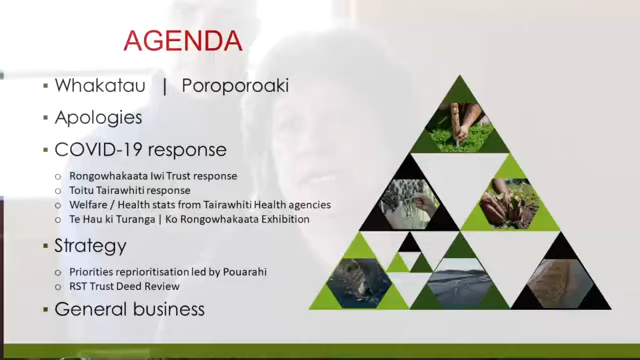 AGENDA
Whakatau | Poroporoaki
Apologies
COVID-19 response
Rongowhakaata Iwi Trust response
Toitu Tairawhiti response
Welfare / Health stats from Tairawhiti Health agencies
Te Hau ki Turanga | Ko Rongowhakaata Exhibition
Strategy
Priorities reprioritisation led by Pouarahi
RST Trust Deed Review
General business